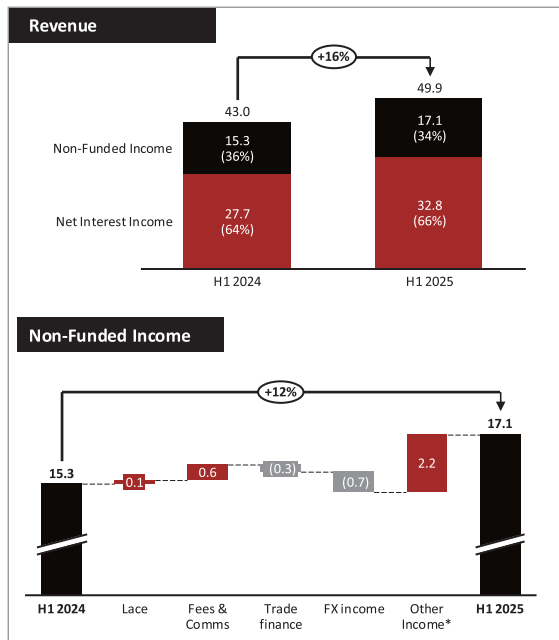 Revenue
+16%
49.9
43.0
17.1
(34%)
15.3
(36%)
Non-Funded Income
32.8
(66%)
27.7
(64%)
Net Interest Income
H1 2024
H1 2025
Non-Funded Income
+12%
17.1
15.3
0.1
0.6
(0.3)
(0.7)
2.2
H1 2024
Lace
Fees &
Comms
Trade
finance
FX income
Other
Income*
H1 2025